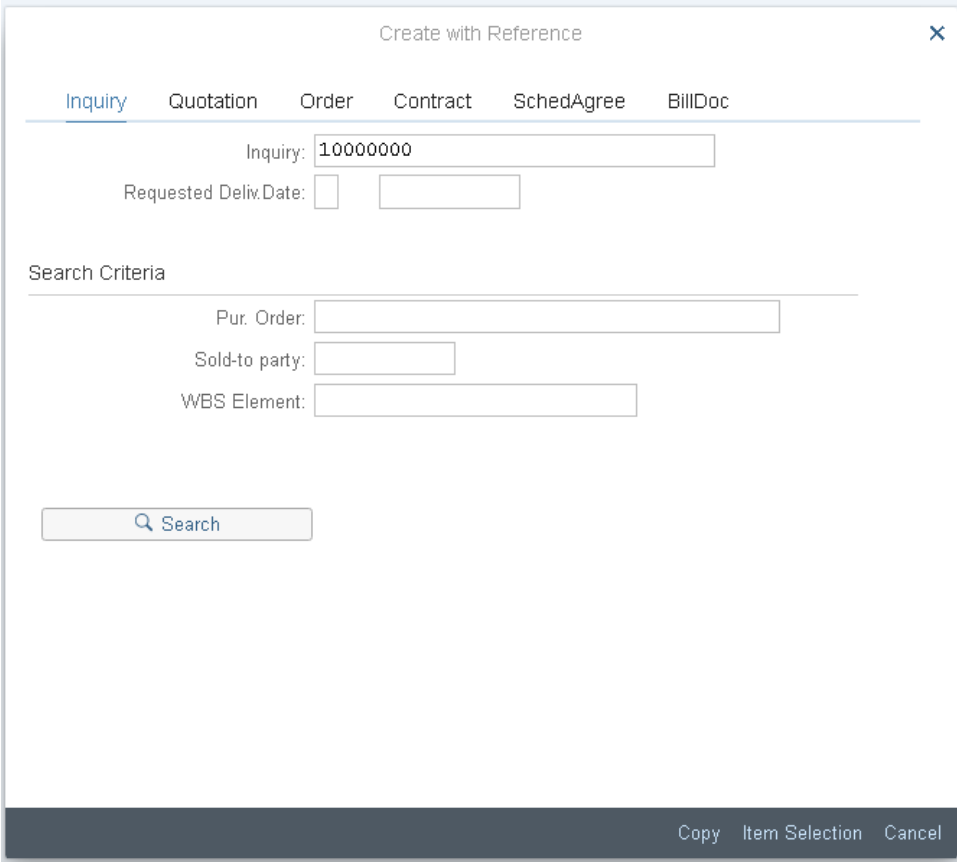 Create with Reference
Inquiry Quotation Order Contract SchedAgree BillDoc
Inquiry: 10000000
Requested Deliv.Date:
Search Criteria
Pur. Order:
Sold-to party:
WBS Element:
Search
Copy Item Selection Cancel